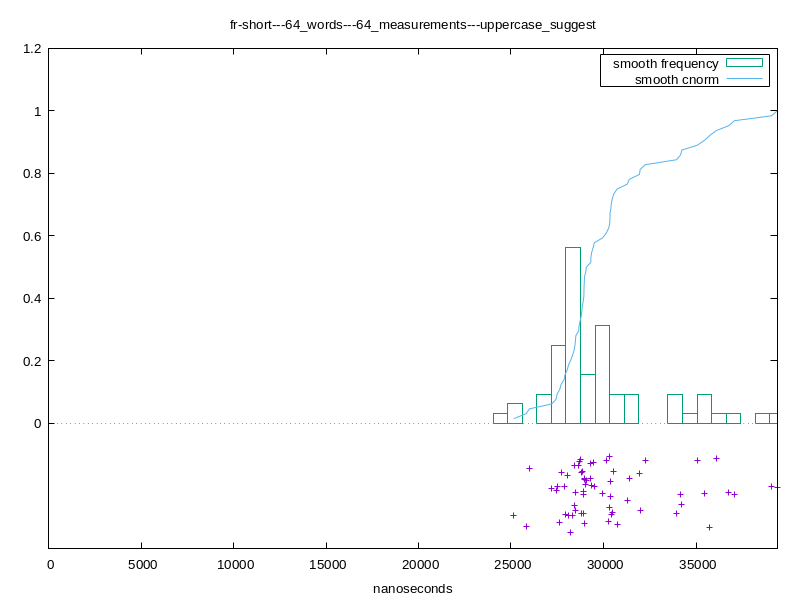 fr-short---64_words---64_measurements---uppercase_suggest
1.2
smooth frequency
smooth cnorm
1
0.8
0.6
0.4
0.2
0
0 5000 10000 15000 20000 25000 30000 35000
nanoseconds